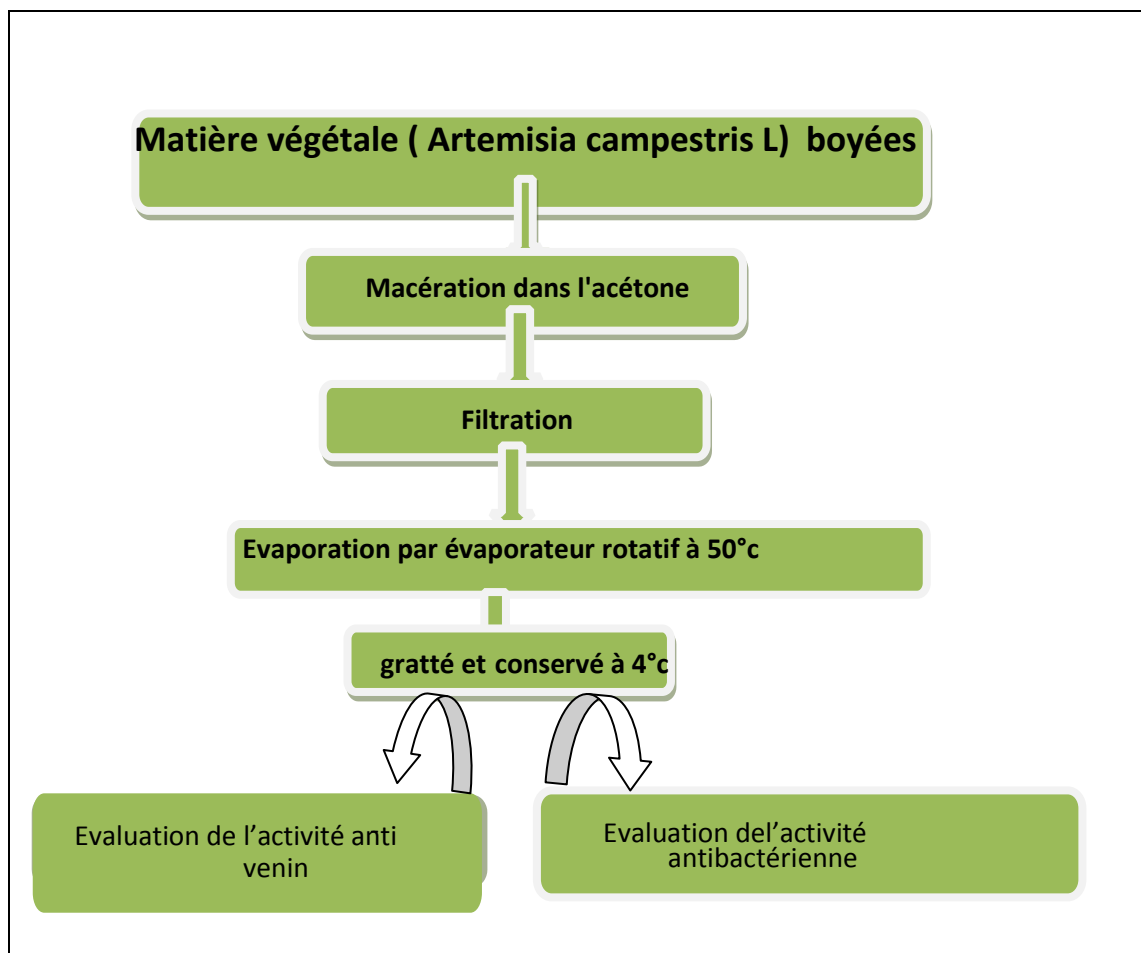 Matière végétale ( Artemisia campestris L) boyées
Macération dans l'acétone
Filtration
Evaporation par évaporateur rotatif à 50°c
gratté et conservé à 4°c
Evaluation de l’activité anti
venin
Evaluation del’activité
antibactérienne